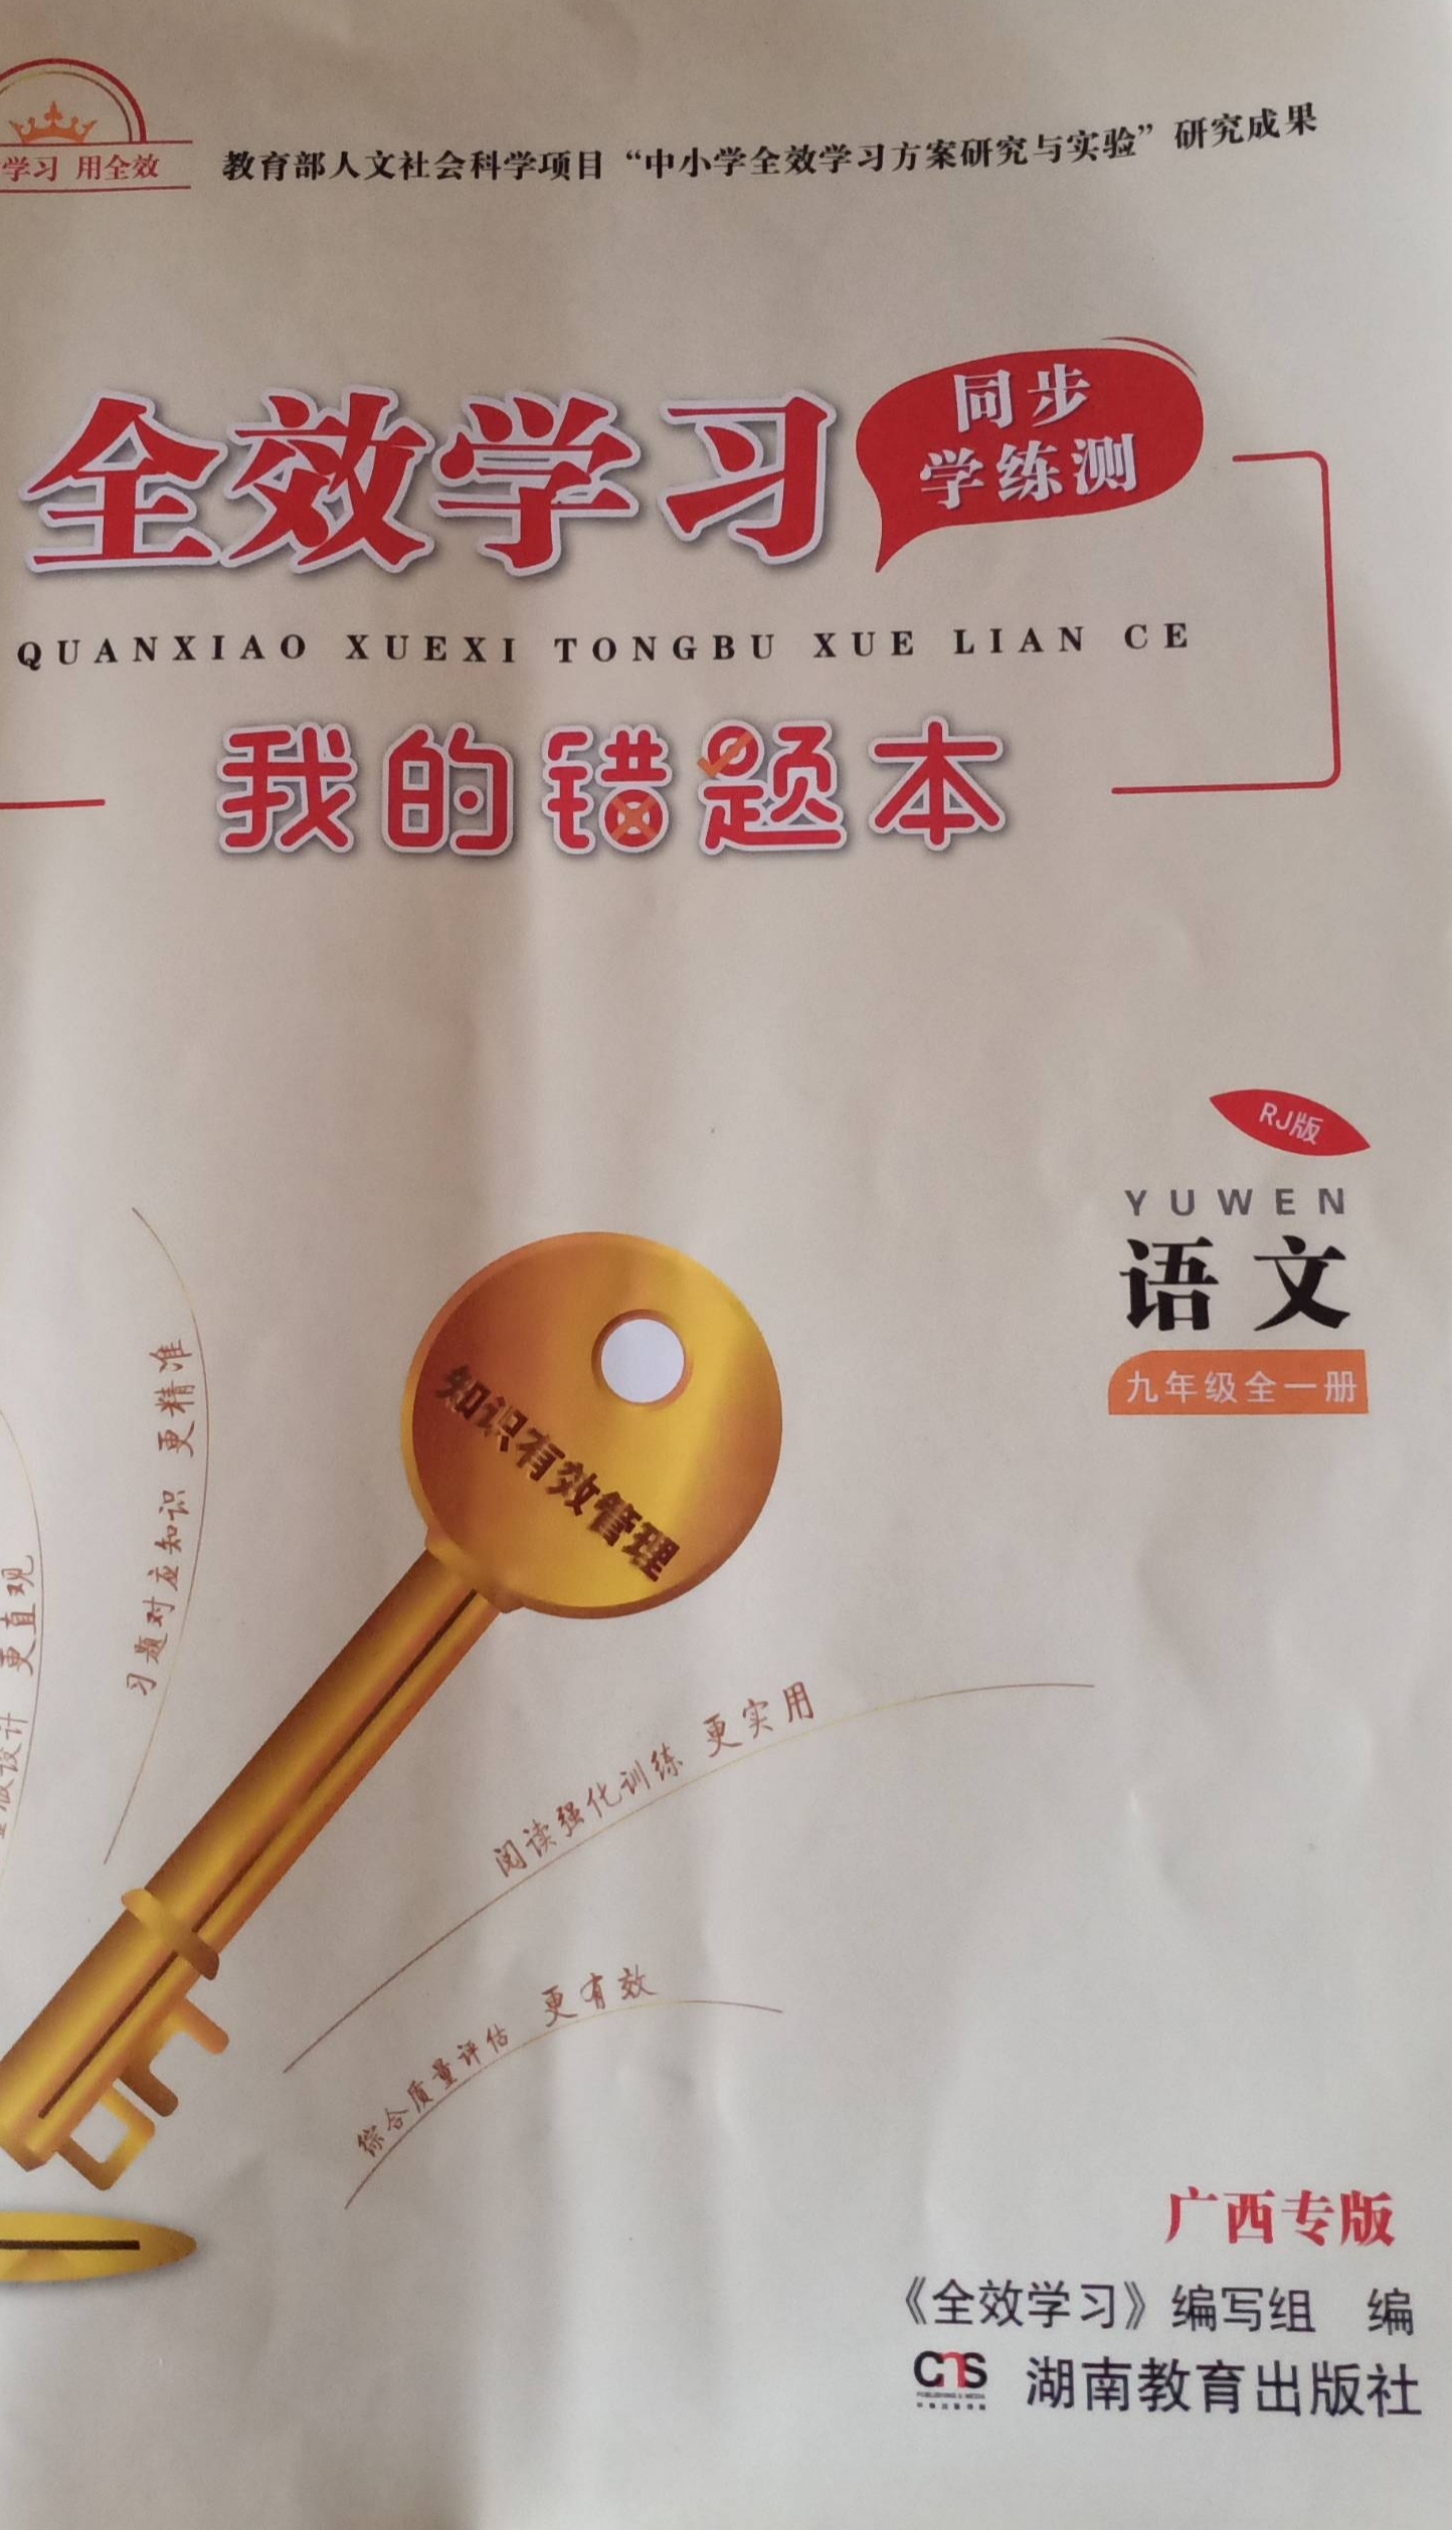 学习 用全效
教育部人文社会科学项目“中小学全效学习方案研究与实验”研究成果
全效学习
同步
学练测
QUANXIAO XUEXI TONGBU XUE LIAN CE
我的错题本
RJ版
YUWEN
语文
九年级全一册
知识有效管理
更直观
习题对应知识 更精准
阅读强化训练 更实用
综合质量评估 更有效
广西专版
《全效学习》编写组 编
CNS
湖南教育出版社